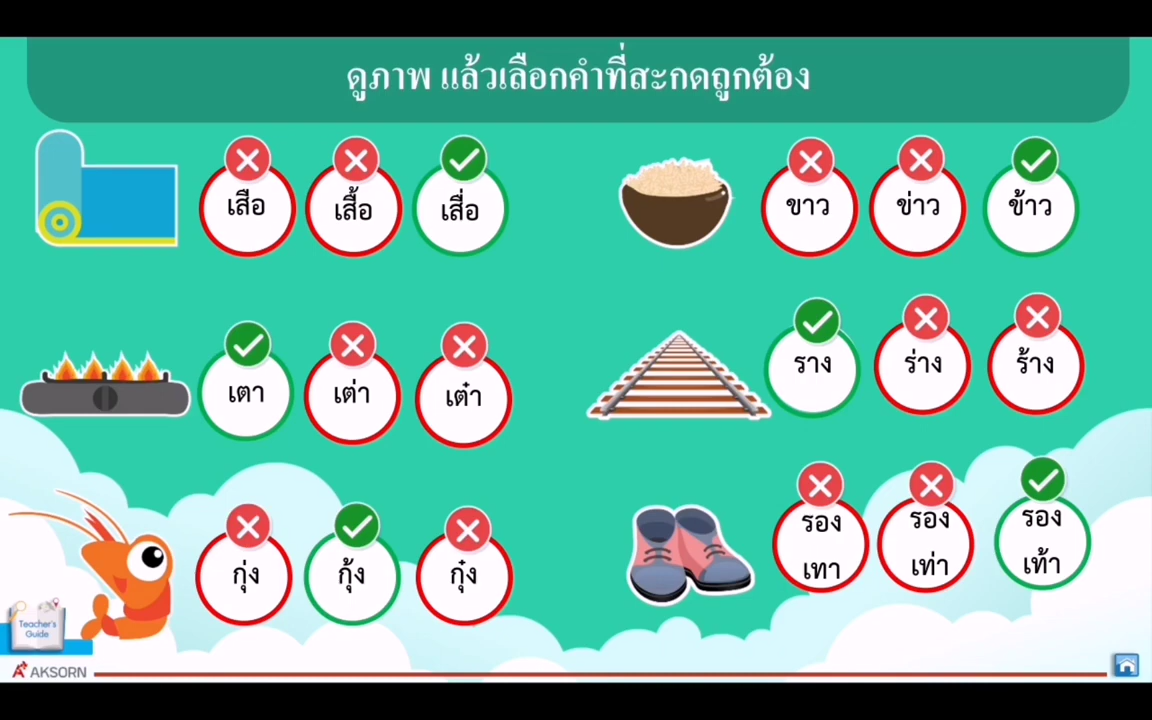 ดูภาพ แล้วเลือกคำที่สะกดถูกต้อง
เสือ เสื้อ เสื่อ
ขาว ข่าว ข้าว
เตา เต่า เต๋า
ราง ร่าง ร้าง
กุ่ง กุ้ง กุ๋ง
รอง รอง รอง
เทา เท่า เท้า
Teacher's
Guide
AKSORN